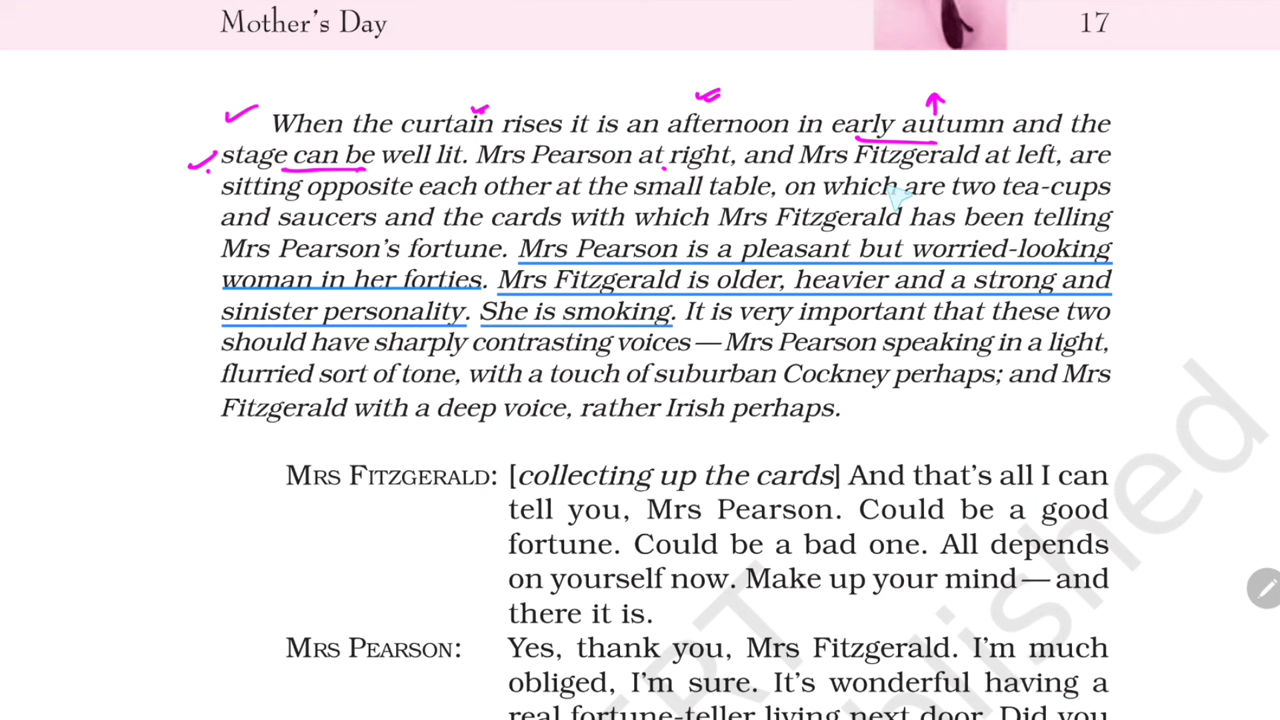 Mother's Day 17
When the curtain rises it is an afternoon in early autumn and the
stage can be well lit. Mrs Pearson at right, and Mrs Fitzgerald at left, are
sitting opposite each other at the small table, on which are two tea-cups
and saucers and the cards with which Mrs Fitzgerald has been telling
Mrs Pearson's fortune. Mrs Pearson is a pleasant but worried-looking
woman in her forties. Mrs Fitzgerald is older, heavier and a strong and
sinister personality. She is smoking. It is very important that these two
should have sharply contrasting voices — Mrs Pearson speaking in a light,
flurried sort of tone, with a touch of suburban Cockney perhaps; and Mrs
Fitzgerald with a deep voice, rather Irish perhaps.
MRS FITZGERALD: [collecting up the cards] And that's all I can
tell you, Mrs Pearson. Could be a good
fortune. Could be a bad one. All depends
on yourself now. Make up your mind — and
there it is.
MRS PEARSON: Yes, thank you, Mrs Fitzgerald. I'm much
obliged, I'm sure. It's wonderful having a
real fortune-teller living next door. Did you